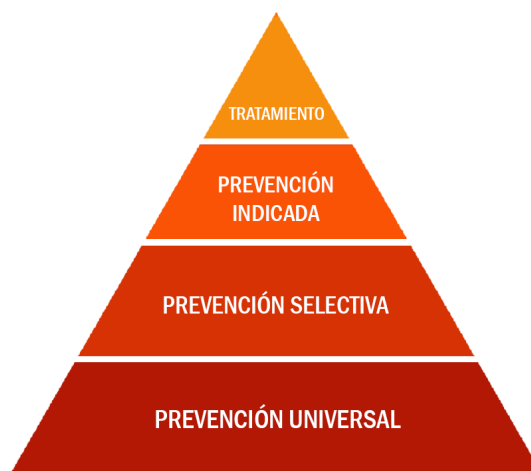 TRATAMIENTO
PREVENCIÓN
INDICADA
PREVENCIÓN SELECTIVA
PREVENCIÓN UNIVERSAL